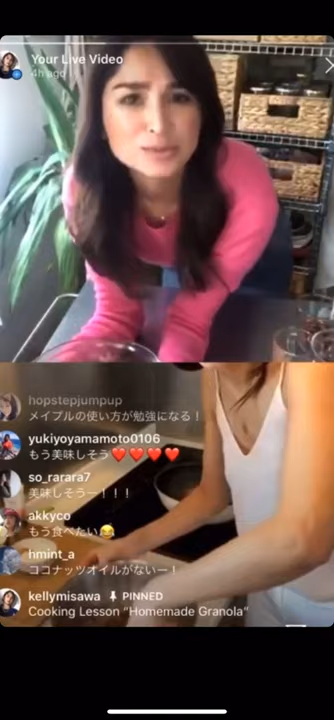 Your Live Video
4h ago
hopstepjumpup
メイプルの使い方が勉強になる！
yukiyoyamamoto0106
もう美味しそう❤️❤️❤️❤️
so_rarara7
美味しそうー！！！
akkyco
もう食べたい😂
hmint_a
ココナッツオイルがないー！
kellymisawa 📌 PINNED
Cooking Lesson "Homemade Granola"